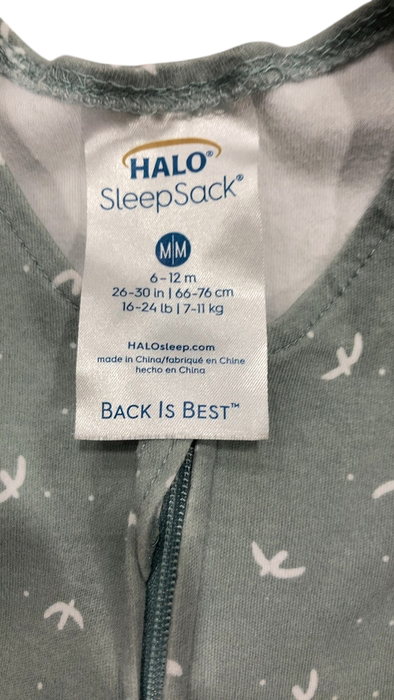 HALO®
SleepSack®
M|M
6-12 m
26-30 in | 66-76 cm
16-24 lb | 7-11 kg
HALOsleep.com
made in China/fabriqué en Chine
hecho en China
BACK IS BEST™